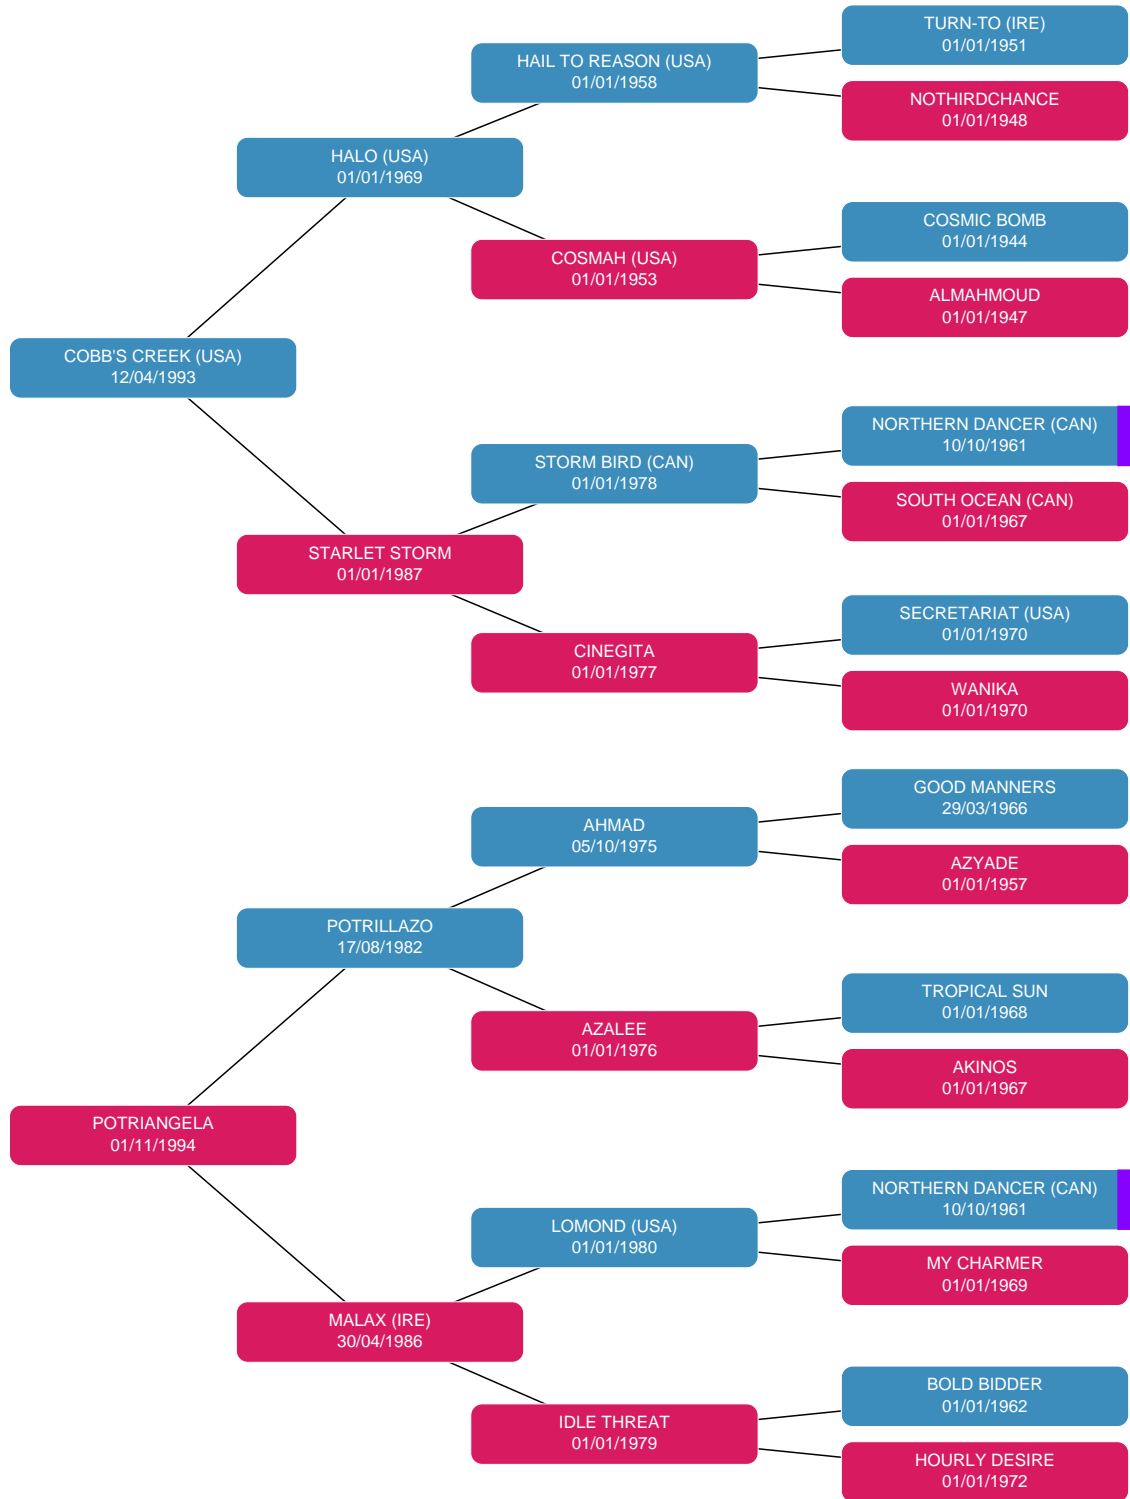 TURN-TO (IRE)
01/01/1951
HAIL TO REASON (USA)
01/01/1958
NOTHIRDCHANCE
01/01/1948
HALO (USA)
01/01/1969
COSMIC BOMB
01/01/1944
COSMAH (USA)
01/01/1953
ALMAHMOUD
01/01/1947
COBB'S CREEK (USA)
12/04/1993
NORTHERN DANCER (CAN)
10/10/1961
STORM BIRD (CAN)
01/01/1978
SOUTH OCEAN (CAN)
01/01/1967
STARLET STORM
01/01/1987
SECRETARIAT (USA)
01/01/1970
CINEGITA
01/01/1977
WANIKA
01/01/1970
GOOD MANNERS
29/03/1966
AHMAD
05/10/1975
AZYADE
01/01/1957
POTRILLAZO
17/08/1982
TROPICAL SUN
01/01/1968
AZALEE
01/01/1976
AKINOS
01/01/1967
POTRIANGELA
01/11/1994
NORTHERN DANCER (CAN)
10/10/1961
LOMOND (USA)
01/01/1980
MY CHARMER
01/01/1969
MALAX (IRE)
30/04/1986
BOLD BIDDER
01/01/1962
IDLE THREAT
01/01/1979
HOURLY DESIRE
01/01/1972